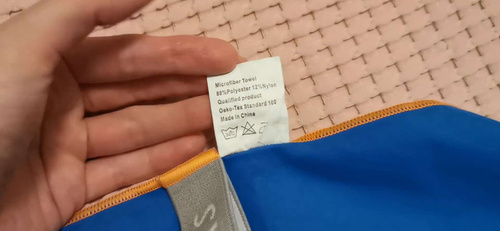 Microfiber Towel
88%Polyester 12%Nylon
Qualified product
Oeko-Tex Standard 100
Made in China